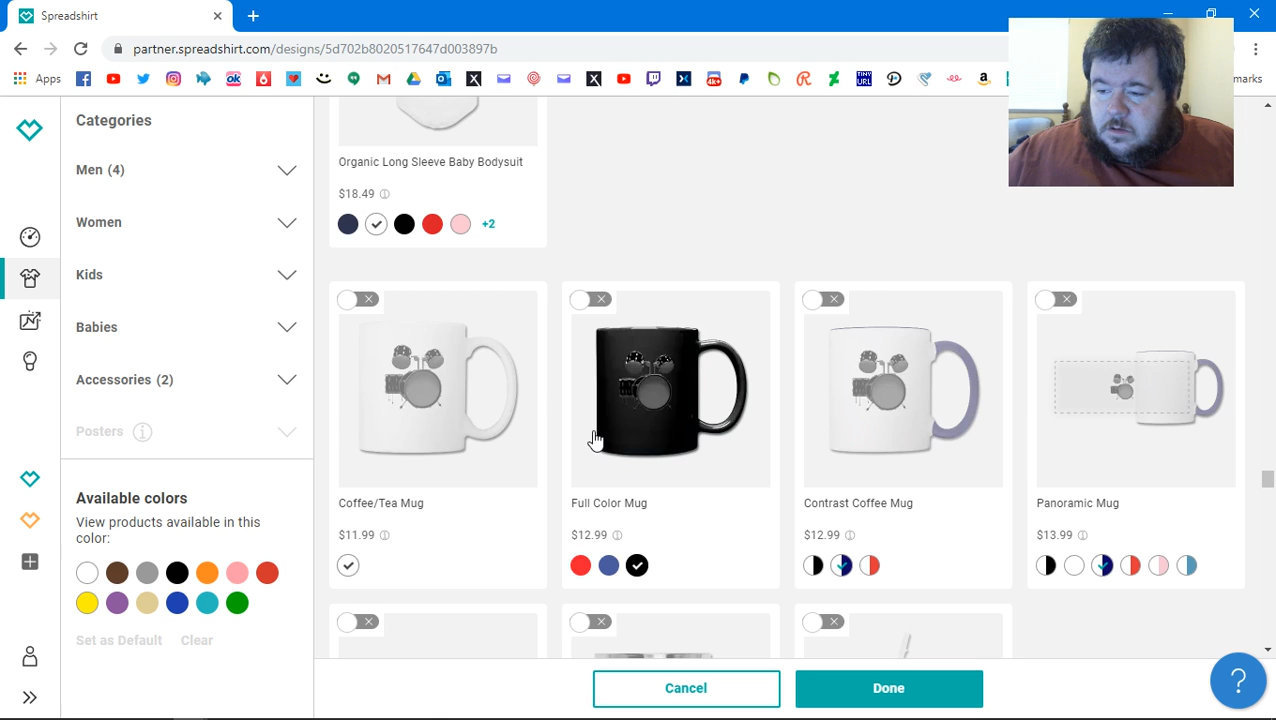 Spreadshirt
partner.spreadshirt.com/designs/5d702b8020517647d003897b
Apps
marks
Categories
Men (4)
Women
Kids
Babies
Accessories (2)
Posters
Available colors
View products available in this
color:
Set as Default Clear
Organic Long Sleeve Baby Bodysuit
$18.49
+2
Coffee/Tea Mug
$11.99
Full Color Mug
$12.99
Contrast Coffee Mug
$12.99
Panoramic Mug
$13.99
Cancel
Done
?